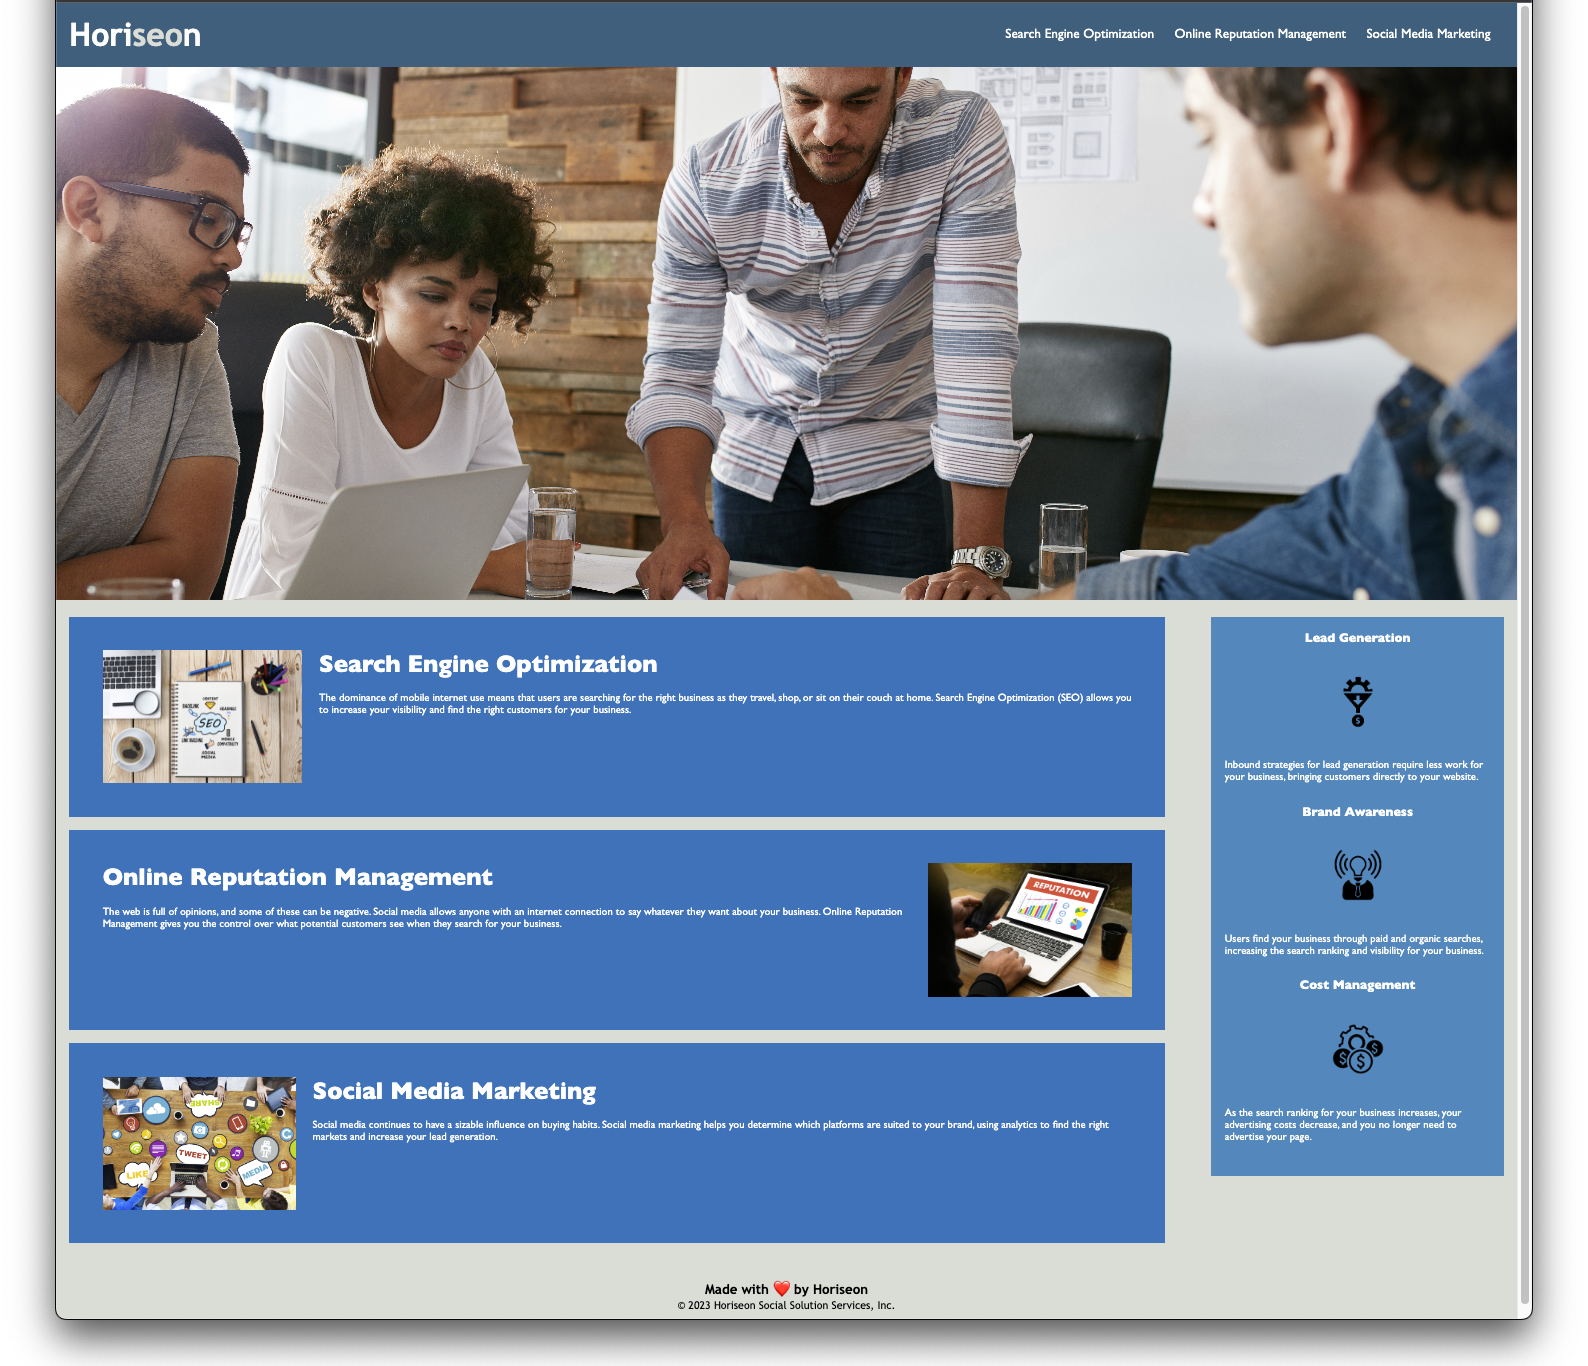 Horiseon
Search Engine Optimization Online Reputation Management Social Media Marketing
Search Engine Optimization
The dominance of mobile internet use means that users are searching for the right business as they travel, shop, or sit on their couch at home. Search Engine Optimization (SEO) allows you
to increase your visibility and find the right customers for your business.
CONTENT
BACKLINK
KEYWORDS
SEO
LINK BUILDING
MOBILE
COMPATIBILITY
SOCIAL
MEDIA
Online Reputation Management
The web is full of opinions, and some of these can be negative. Social media allows anyone with an internet connection to say whatever they want about your business. Online Reputation
Management gives you the control over what potential customers see when they search for your business.
REPUTATION
Social Media Marketing
Social media continues to have a sizable influence on buying habits. Social media marketing helps you determine which platforms are suited to your brand, using analytics to find the right
markets and increase your lead generation.
SHARE
TWEET
LIKE
MEDIA
Lead Generation
$
Inbound strategies for lead generation require less work for
your business, bringing customers directly to your website.
Brand Awareness
Users find your business through paid and organic searches,
increasing the search ranking and visibility for your business.
Cost Management
$ $ $
As the search ranking for your business increases, your
advertising costs decrease, and you no longer need to
advertise your page.
Made with ❤️ by Horiseon
© 2023 Horiseon Social Solution Services, Inc.